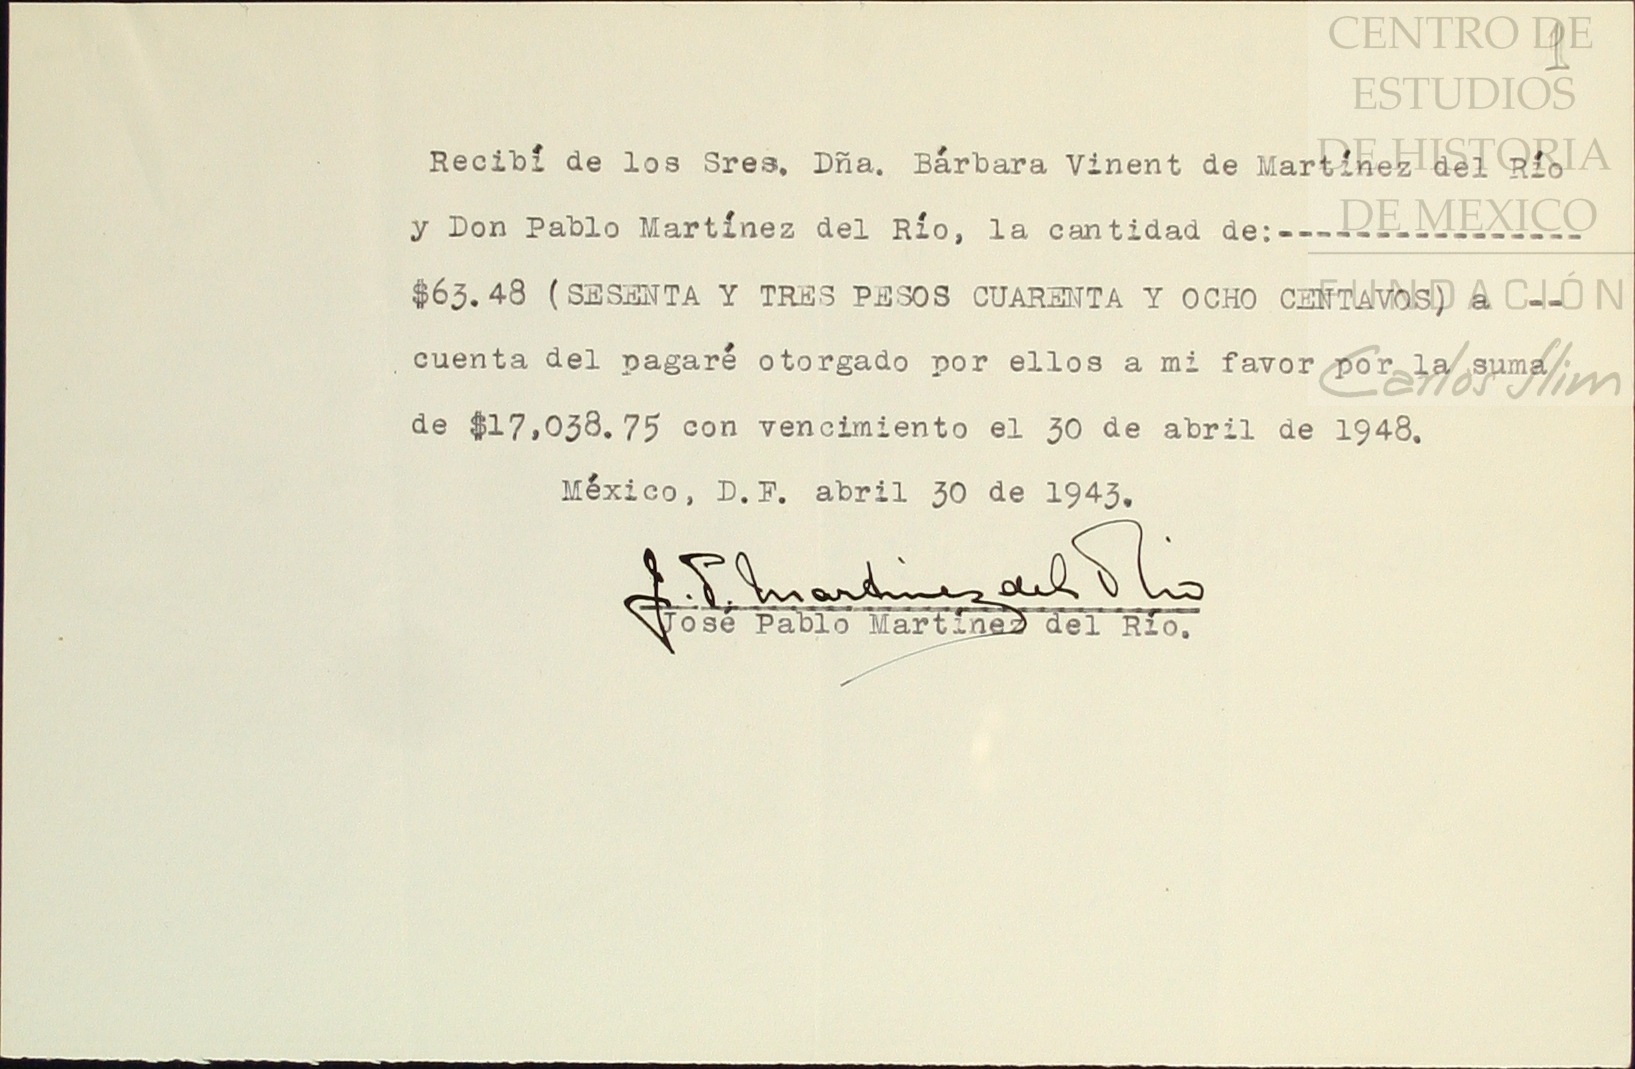 CENTRO DE
ESTUDIOS
DE HISTORIA
DE MEXICO
FUNDACIÓN
Carlos Slim
1
Recibí de los Sres. Dña. Bárbara Vinent de Martínez del Río
y Don Pablo Martínez del Río, la cantidad de:----------------
$63.48 (SESENTA Y TRES PESOS CUARENTA Y OCHO CENTAVOS) a --
cuenta del pagaré otorgado por ellos a mi favor por la suma
de $17,038.75 con vencimiento el 30 de abril de 1948.
México, D.F. abril 30 de 1943.
J. P. Martinez del Rio
José Pablo Martínez del Río.